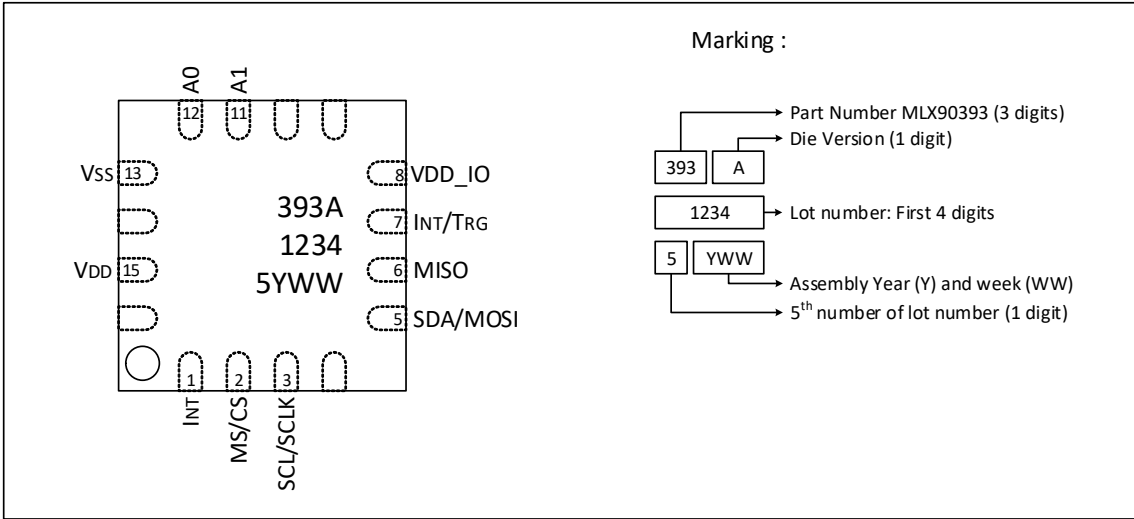 Marking :
A0
A1
12
11
Part Number MLX90393 (3 digits)
Die Version (1 digit)
393
A
VSS
13
8
VDD_IO
393A
1234
Lot number: First 4 digits
7
INT/TRG
1234
VDD
15
5YWW
6
MISO
5
YWW
Assembly Year (Y) and week (WW)
5
SDA/MOSI
5th number of lot number (1 digit)
1
2
3
INT
MS/CS
SCL/SCLK